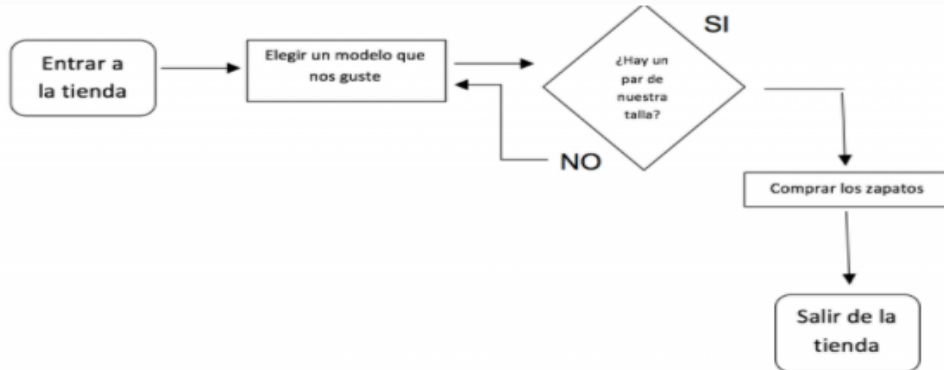 Entrar a
la tienda
Elegir un modelo que
nos guste
¿Hay un
par de
nuestra
talla?
SI
NO
Comprar los zapatos
Salir de la
tienda